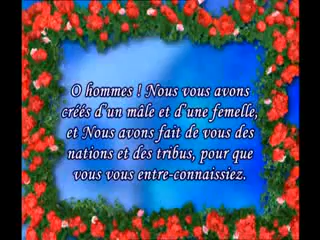 O hommes ! Nous vous avons
créés d'un mâle et d'une femelle,
et Nous avons fait de vous des
nations et des tribus, pour que
vous vous entre-connaissiez.